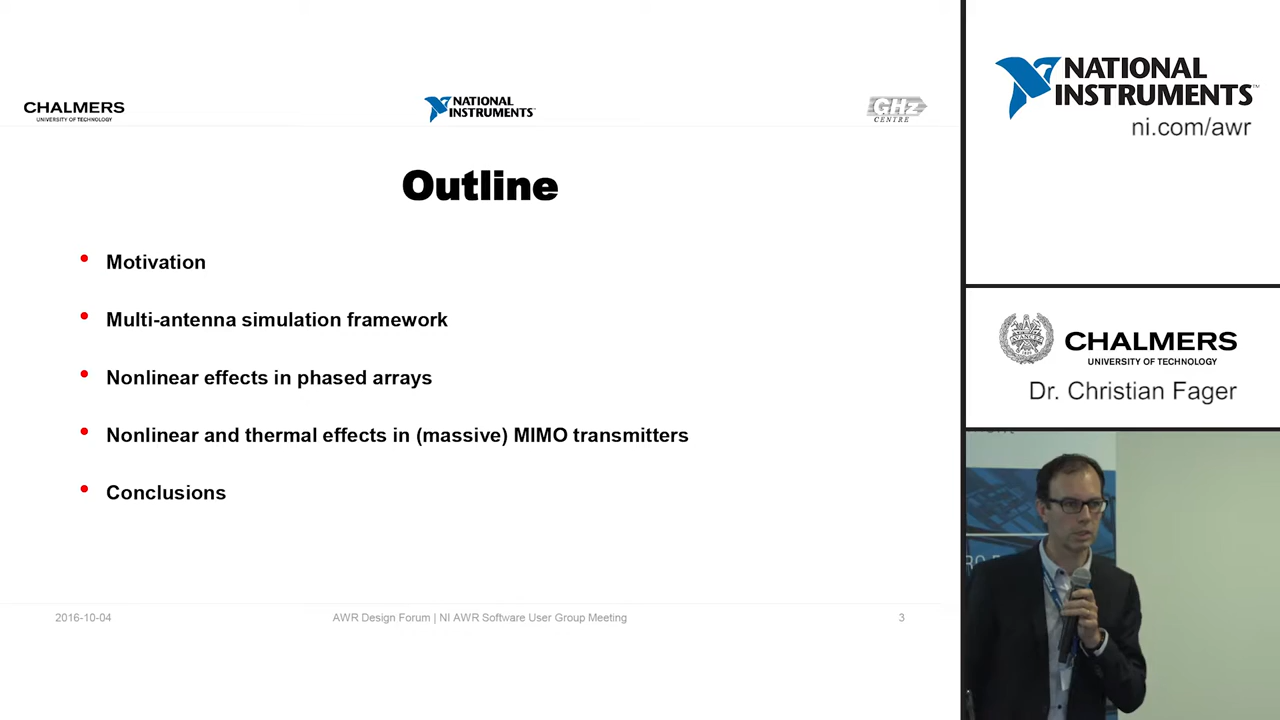 CHALMERS
UNIVERSITY OF TECHNOLOGY
NATIONAL
INSTRUMENTS
GHz
CENTRE
Outline
• Motivation
• Multi-antenna simulation framework
• Nonlinear effects in phased arrays
• Nonlinear and thermal effects in (massive) MIMO transmitters
• Conclusions
2016-10-04
AWR Design Forum | NI AWR Software User Group Meeting
3
NATIONAL
INSTRUMENTS™
ni.com/awr
CHALMERS
UNIVERSITY OF TECHNOLOGY
Dr. Christian Fager